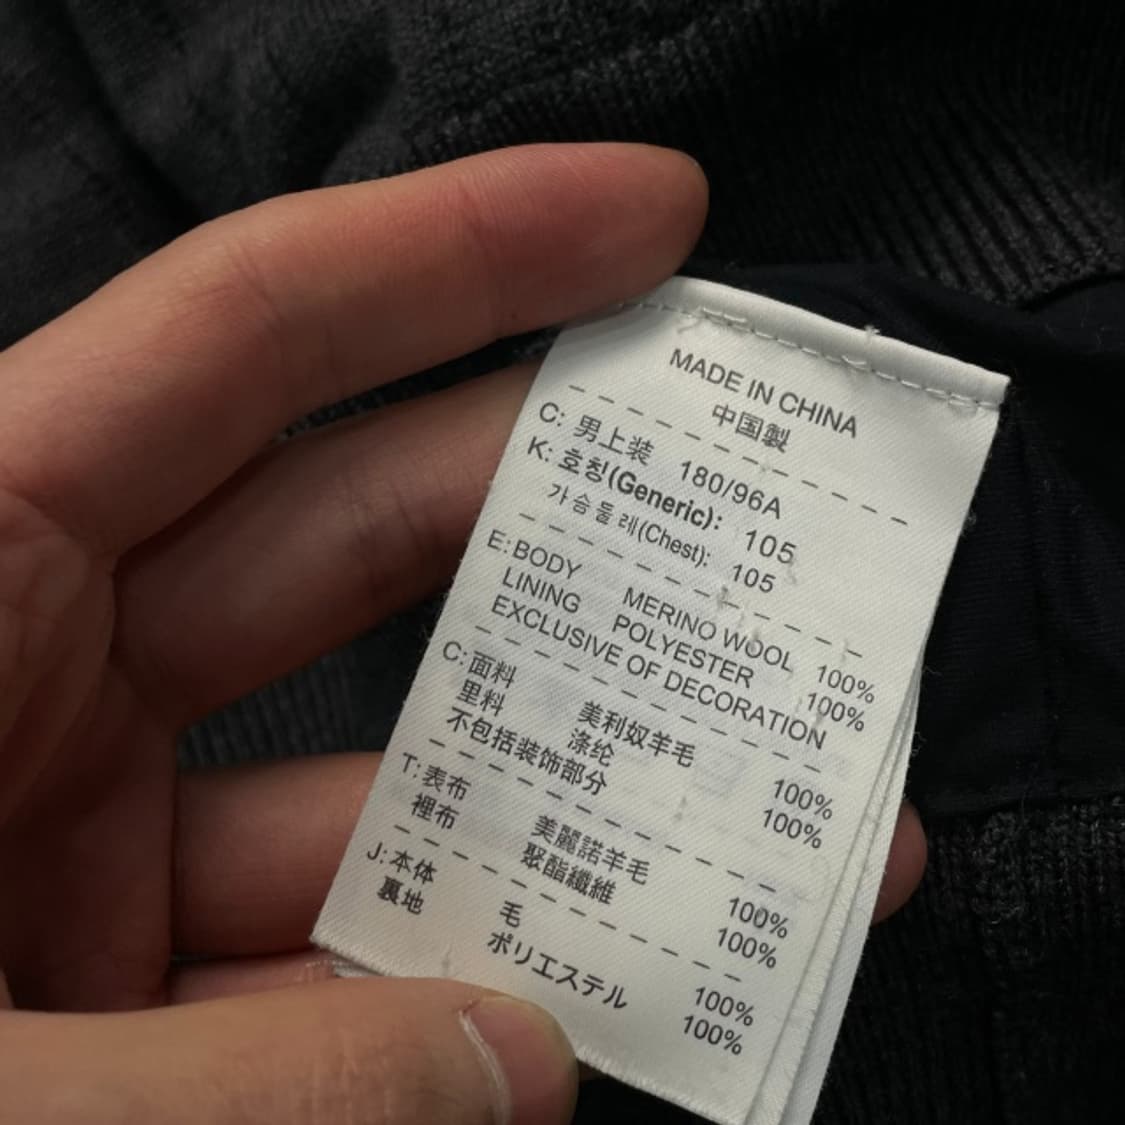 MADE IN CHINA
中国製
C: 男上装 180/96A
K: 호칭(Generic): 105
가슴둘레(Chest): 105
E: BODY MERINO WOOL 100%
LINING POLYESTER 100%
EXCLUSIVE OF DECORATION
C: 面料 美利奴羊毛 100%
里料 涤纶 100%
不包括装饰部分
T: 表布 美麗諾羊毛 100%
裡布 聚酯纖維 100%
J: 本体 毛 100%
裏地 ポリエステル 100%